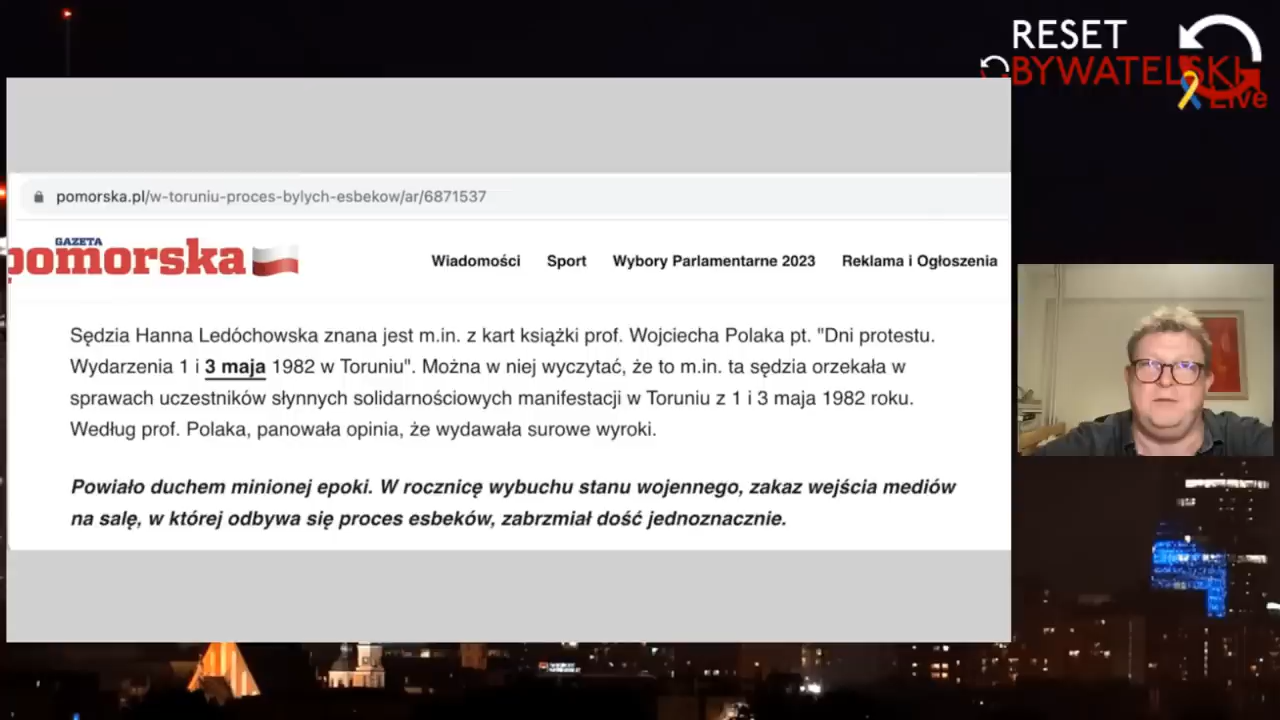 RESET
OBYWATELSKI
Live
pomorska.pl/w-toruniu-proces-bylych-esbekow/ar/6871537
GAZETA
pomorska
Wiadomości Sport Wybory Parlamentarne 2023 Reklama i Ogłoszenia
Sędzia Hanna Ledóchowska znana jest m.in. z kart książki prof. Wojciecha Polaka pt. "Dni protestu.
Wydarzenia 1 i 3 maja 1982 w Toruniu". Można w niej wyczytać, że to m.in. ta sędzia orzekała w
sprawach uczestników słynnych solidarnościowych manifestacji w Toruniu z 1 i 3 maja 1982 roku.
Według prof. Polaka, panowała opinia, że wydawała surowe wyroki.
Powiało duchem minionej epoki. W rocznicę wybuchu stanu wojennego, zakaz wejścia mediów
na salę, w której odbywa się proces esbeków, zabrzmiał dość jednoznacznie.